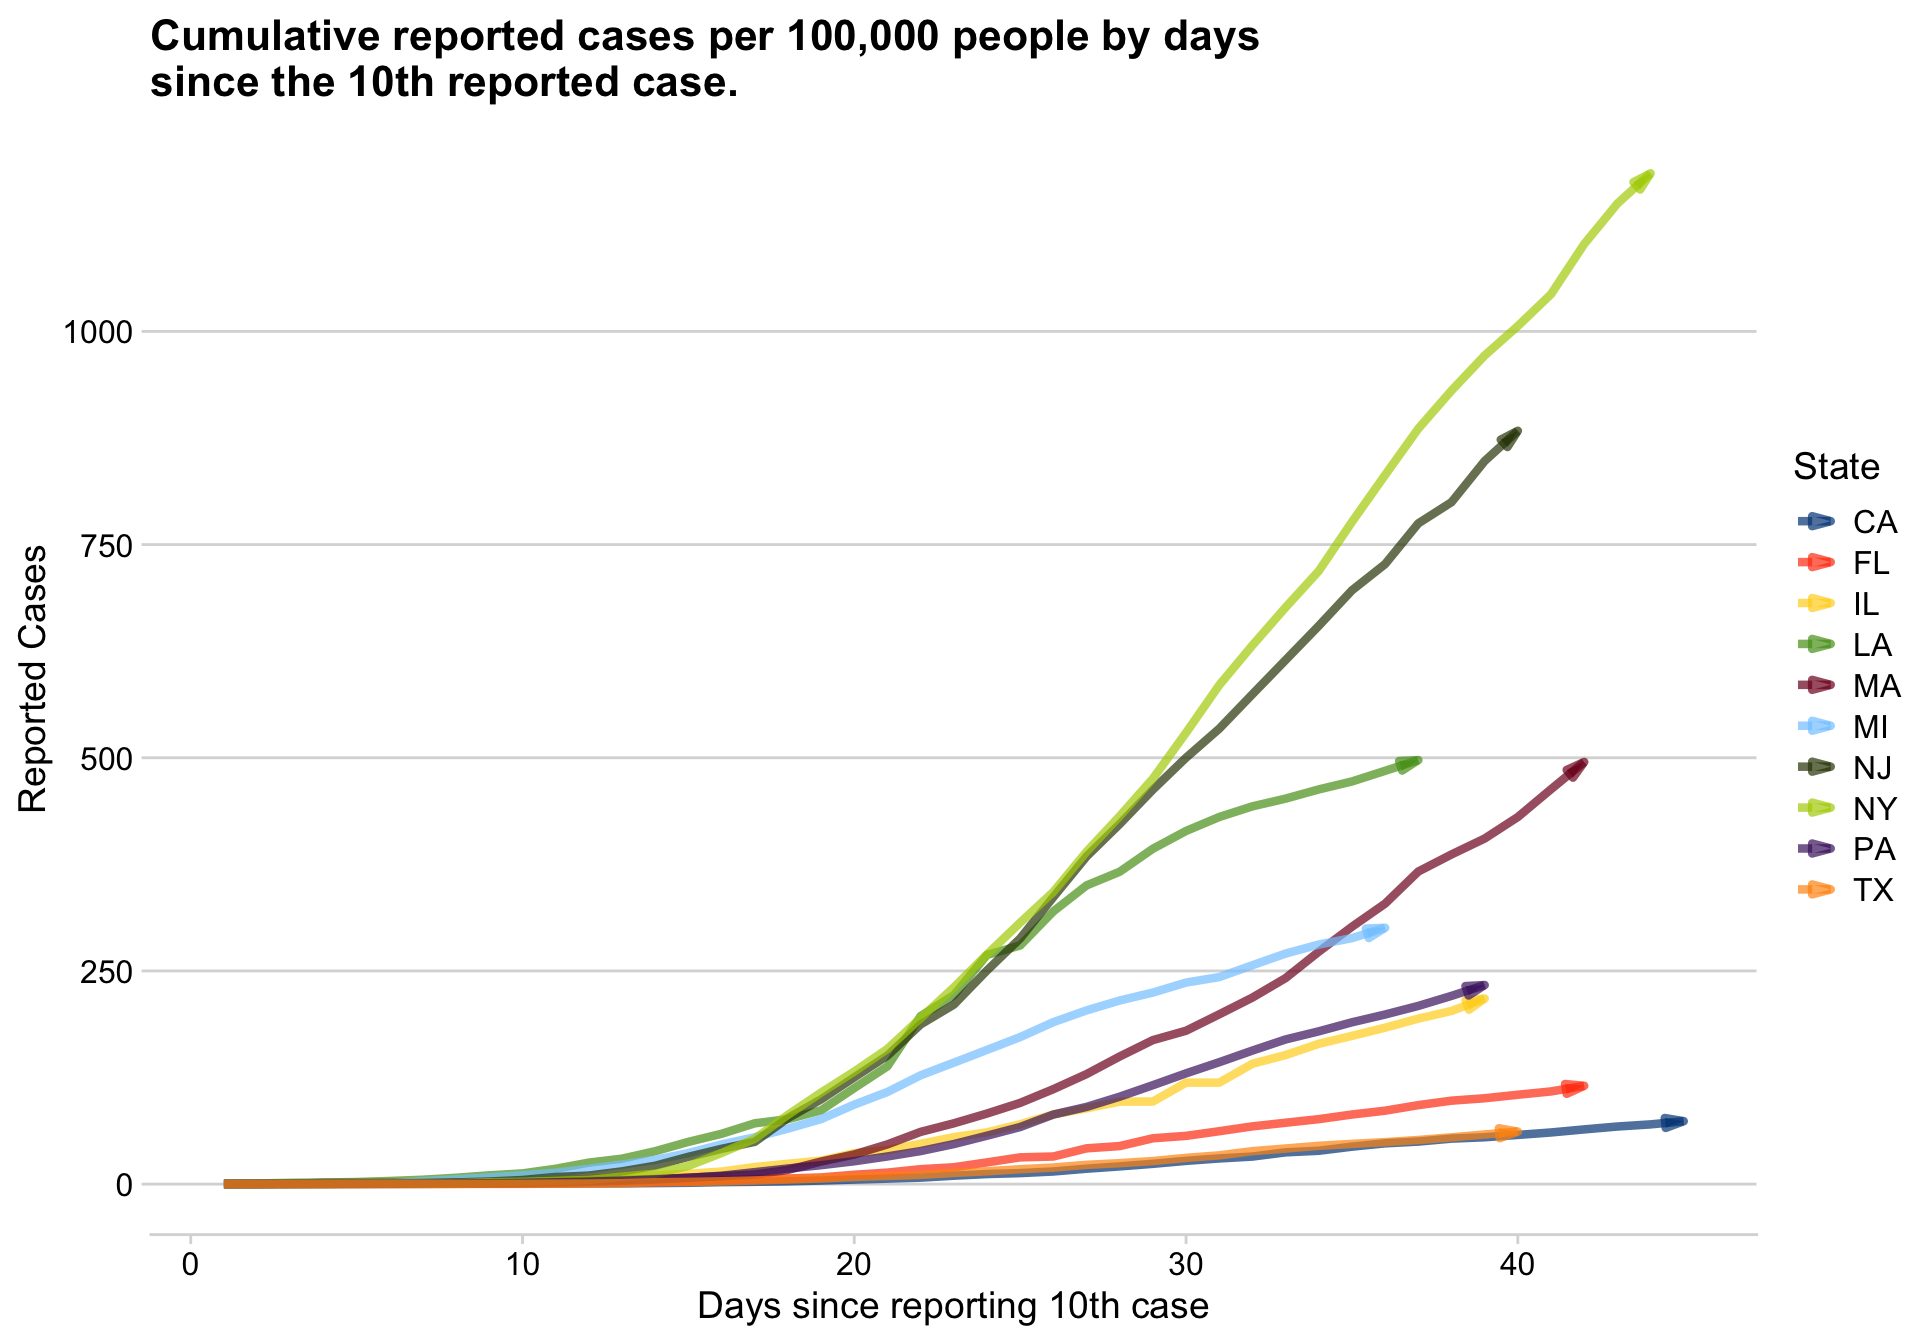 Cumulative reported cases per 100,000 people by days
since the 10th reported case.
Reported Cases
1000
750
500
250
0
0
10
20
30
40
Days since reporting 10th case
State
CA
FL
IL
LA
MA
MI
NJ
NY
PA
TX